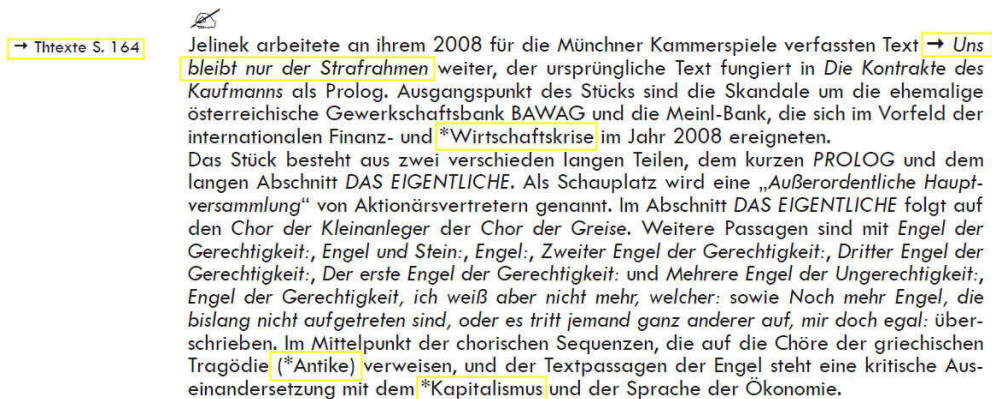 → Thtexte S. 164
Jelinek arbeitete an ihrem 2008 für die Münchner Kammerspiele verfassten Text → Uns
bleibt nur der Strafrahmen weiter, der ursprüngliche Text fungiert in Die Kontrakte des
Kaufmanns als Prolog. Ausgangspunkt des Stücks sind die Skandale um die ehemalige
österreichische Gewerkschaftsbank BAWAG und die Meinl-Bank, die sich im Vorfeld der
internationalen Finanz- und *Wirtschaftskrise im Jahr 2008 ereigneten.
Das Stück besteht aus zwei verschieden langen Teilen, dem kurzen PROLOG und dem
langen Abschnitt DAS EIGENTLICHE. Als Schauplatz wird eine „Außerordentliche Haupt-
versammlung“ von Aktionärsvertretern genannt. Im Abschnitt DAS EIGENTLICHE folgt auf
den Chor der Kleinanleger der Chor der Greise. Weitere Passagen sind mit Engel der
Gerechtigkeit:, Engel und Stein:, Engel:, Zweiter Engel der Gerechtigkeit:, Dritter Engel der
Gerechtigkeit:, Der erste Engel der Gerechtigkeit: und Mehrere Engel der Ungerechtigkeit:,
Engel der Gerechtigkeit, ich weiß aber nicht mehr, welcher: sowie Noch mehr Engel, die
bislang nicht aufgetreten sind, oder es tritt jemand ganz anderer auf, mir doch egal: über-
schrieben. Im Mittelpunkt der chorischen Sequenzen, die auf die Chöre der griechischen
Tragödie (*Antike) verweisen, und der Textpassagen der Engel steht eine kritische Aus-
einandersetzung mit dem *Kapitalismus und der Sprache der Ökonomie.